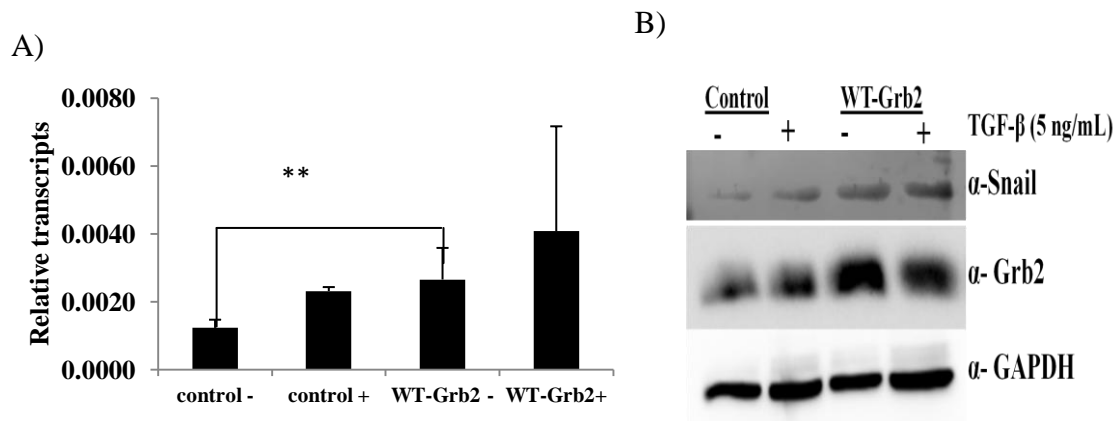 A)
0.0080
0.0060
0.0040
0.0020
0.0000
Relative transcripts
**
control -
control +
WT-Grb2 -
WT-Grb2+
B)
Control
WT-Grb2
- + - +
TGF-β (5 ng/mL)
α-Snail
α- Grb2
α- GAPDH